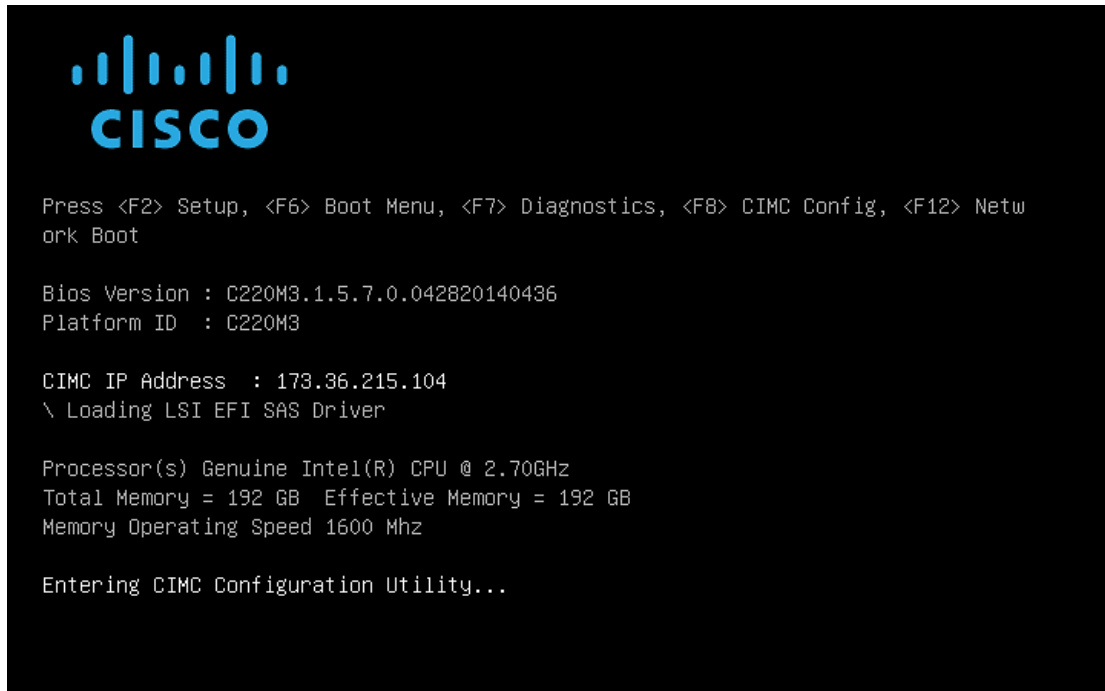 CISCO
Press <F2> Setup, <F6> Boot Menu, <F7> Diagnostics, <F8> CIMC Config, <F12> Netw
ork Boot
Bios Version : C220M3.1.5.7.0.042820140436
Platform ID  : C220M3
CIMC IP Address  : 173.36.215.104
\ Loading LSI EFI SAS Driver
Processor(s) Genuine Intel(R) CPU @ 2.70GHz
Total Memory = 192 GB  Effective Memory = 192 GB
Memory Operating Speed 1600 Mhz
Entering CIMC Configuration Utility...